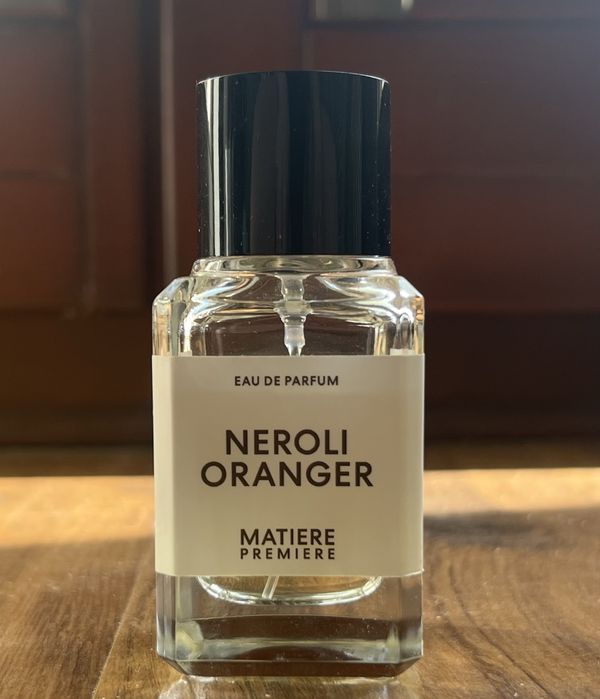 EAU DE PARFUM
NEROLI
ORANGER
MATIERE
PREMIERE